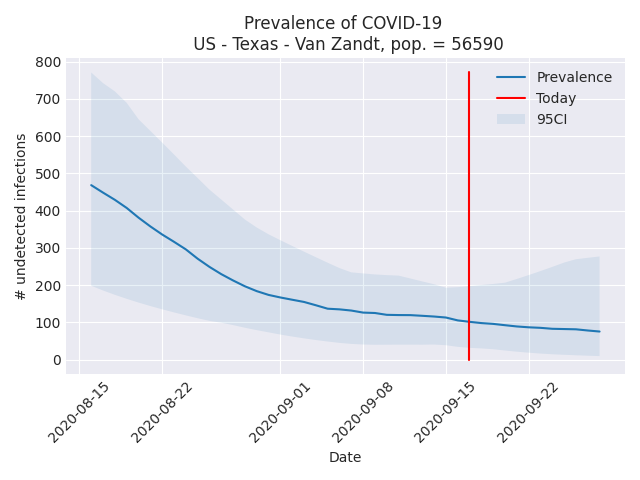 Prevalence of COVID-19
US - Texas - Van Zandt, pop. = 56590
800
700
600
500
400
300
200
100
0
# undetected infections
Prevalence
Today
95CI
2020-08-15
2020-08-22
2020-09-01
2020-09-08
2020-09-15
2020-09-22
Date